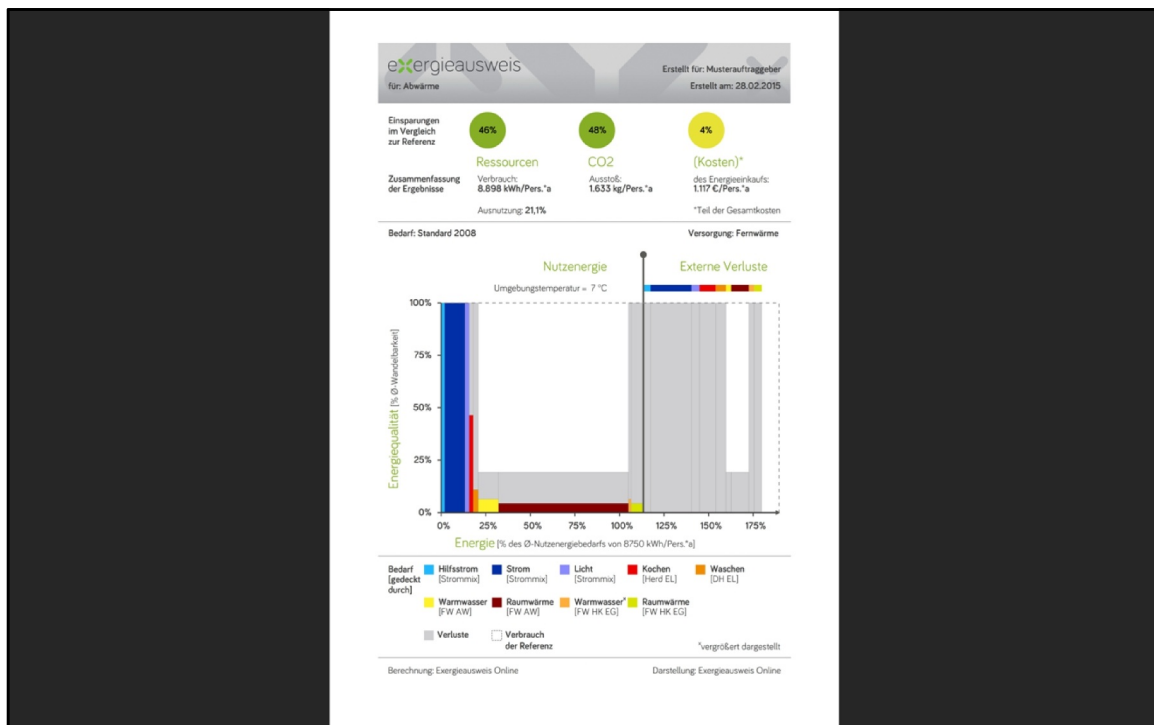 exergieausweis
Erstellt für: Musterauftraggeber
für: Abwärme
Erstellt am: 28.02.2015
Einsparungen
im Vergleich
zur Referenz
46%
48%
4%
Ressourcen
CO2
(Kosten)*
Zusammenfassung
der Ergebnisse
Verbrauch:
8.898 kWh/Pers.*a
Ausnutzung: 21,1%
Ausstoß:
1.633 kg/Pers.*a
des Energieeinkaufs:
1.117 €/Pers.*a
*Teil der Gesamtkosten
Bedarf: Standard 2008
Versorgung: Fernwärme
Nutzenergie
Externe Verluste
Umgebungstemperatur = 7 °C
100%
75%
50%
25%
0%
Energiequalität [% Ø-Wandelbarkeit]
0% 25% 50% 75% 100% 125% 150% 175%
Energie [% des Ø-Nutzenergiebedarfs von 8750 kWh/Pers.*a]
Bedarf
[gedeckt
durch]
Hilfsstrom
[Strommix]
Strom
[Strommix]
Licht
[Strommix]
Kochen
[Herd EL]
Waschen
[DH EL]
Warmwasser
[FW AW]
Raumwärme
[FW AW]
Warmwasser*
[FW HK EG]
Raumwärme
[FW HK EG]
Verluste
Verbrauch
der Referenz
*vergrößert dargestellt
Berechnung: Exergieausweis Online
Darstellung: Exergieausweis Online